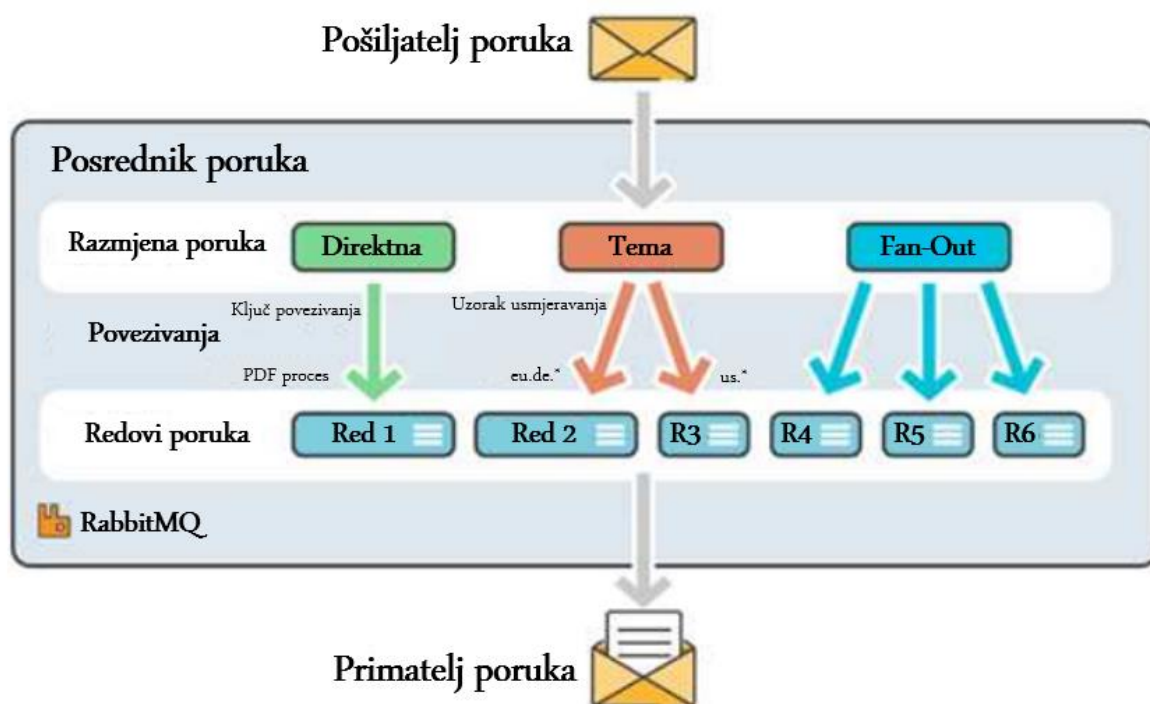 Pošiljatelj poruka
Posrednik poruka
Razmjena poruka
Direktna
Tema
Fan-Out
Ključ povezivanja
Uzorak usmjeravanja
Povezivanja
PDF proces
eu.de.*
us.*
Redovi poruka
Red 1
Red 2
R3
R4
R5
R6
RabbitMQ
Primatelj poruka